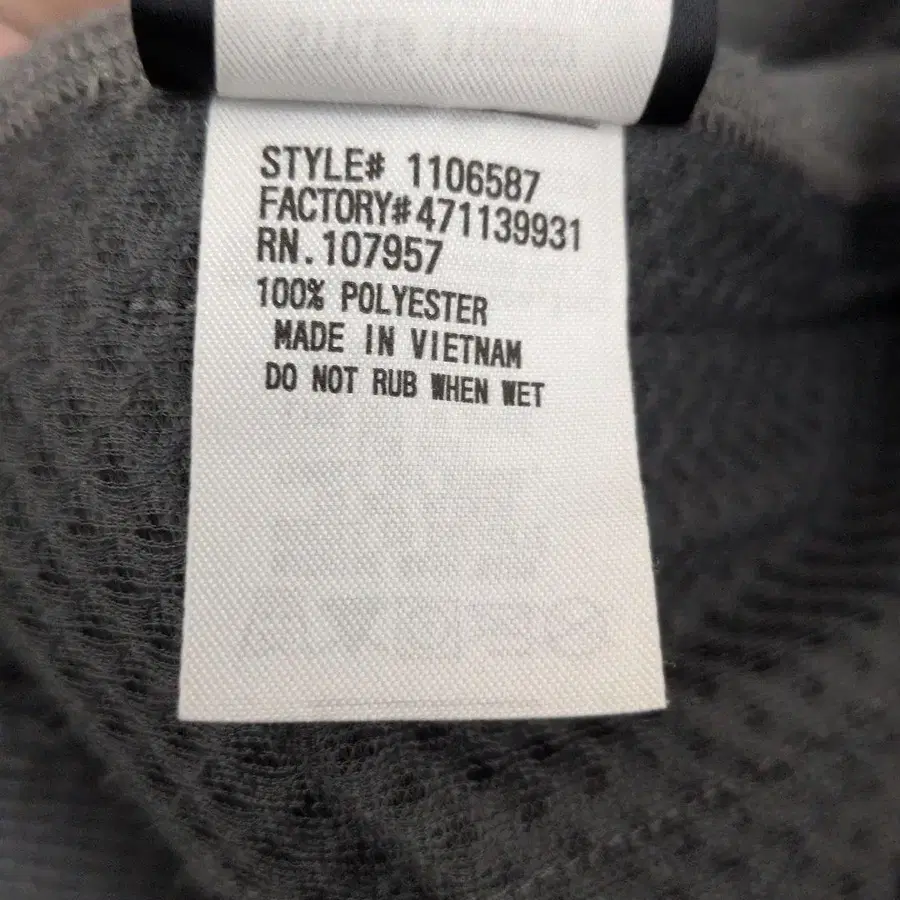 STYLE# 1106587
FACTORY#471139931
RN.107957
100% POLYESTER
MADE IN VIETNAM
DO NOT RUB WHEN WET